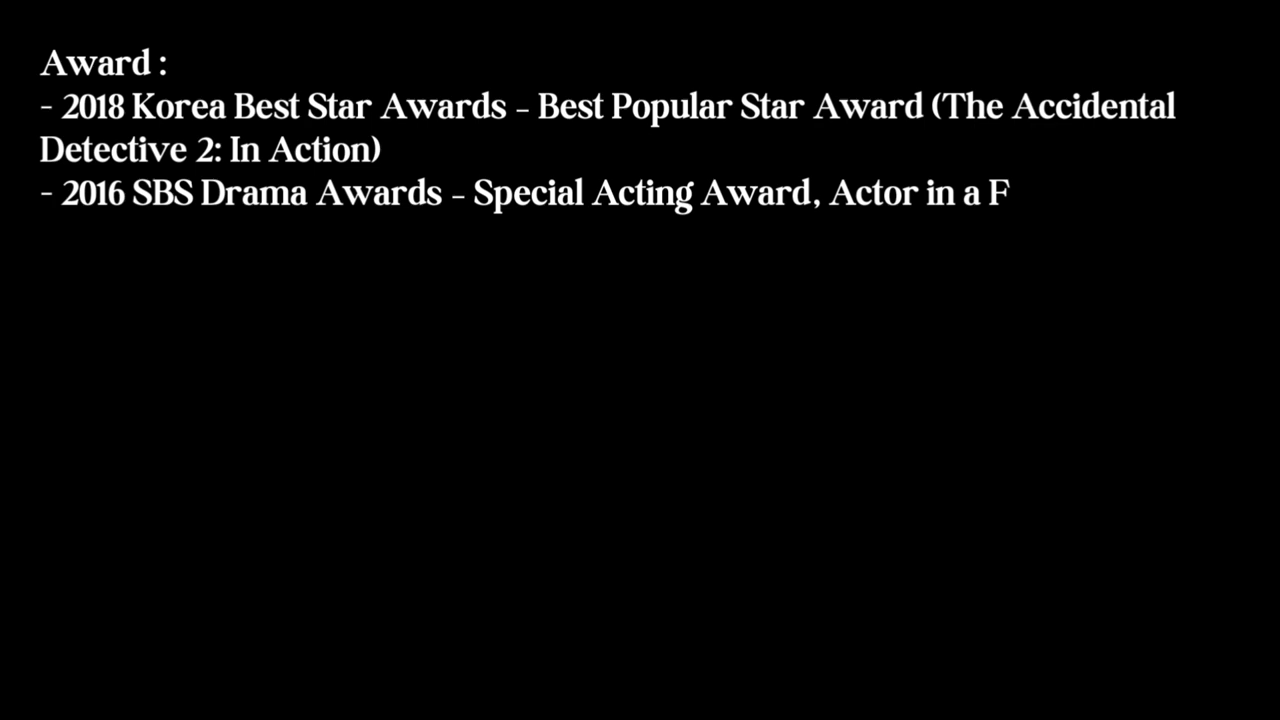 Award :
- 2018 Korea Best Star Awards – Best Popular Star Award (The Accidental
Detective 2: In Action)
- 2016 SBS Drama Awards – Special Acting Award, Actor in a F